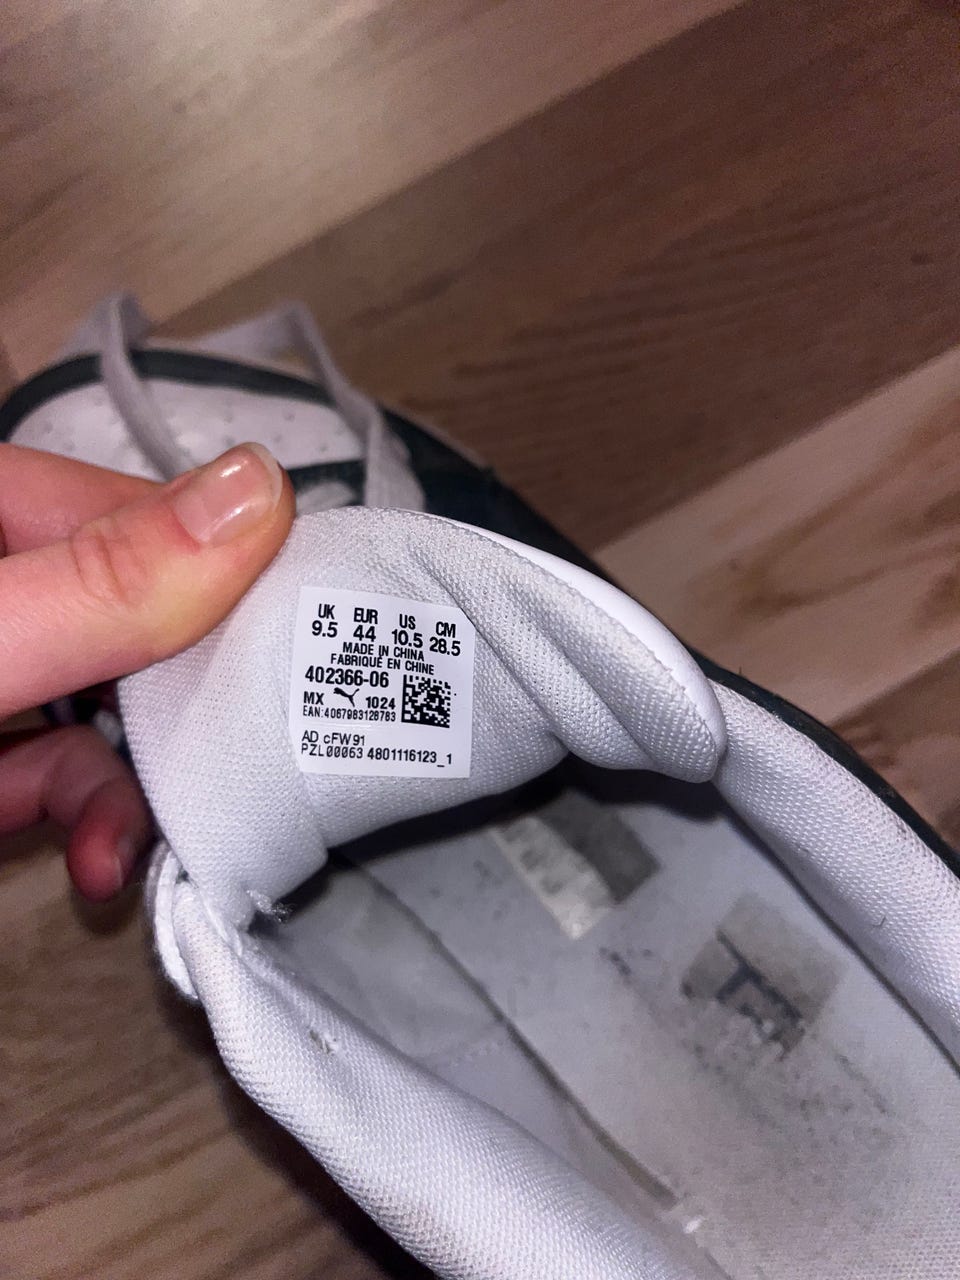 UK EUR US CM
9.5 44 10.5 28.5
MADE IN CHINA
FABRIQUÉ EN CHINE
402366-06
MX 1024
EAN:4067983128783
AD cFW91
PZL00063 4801116123_1